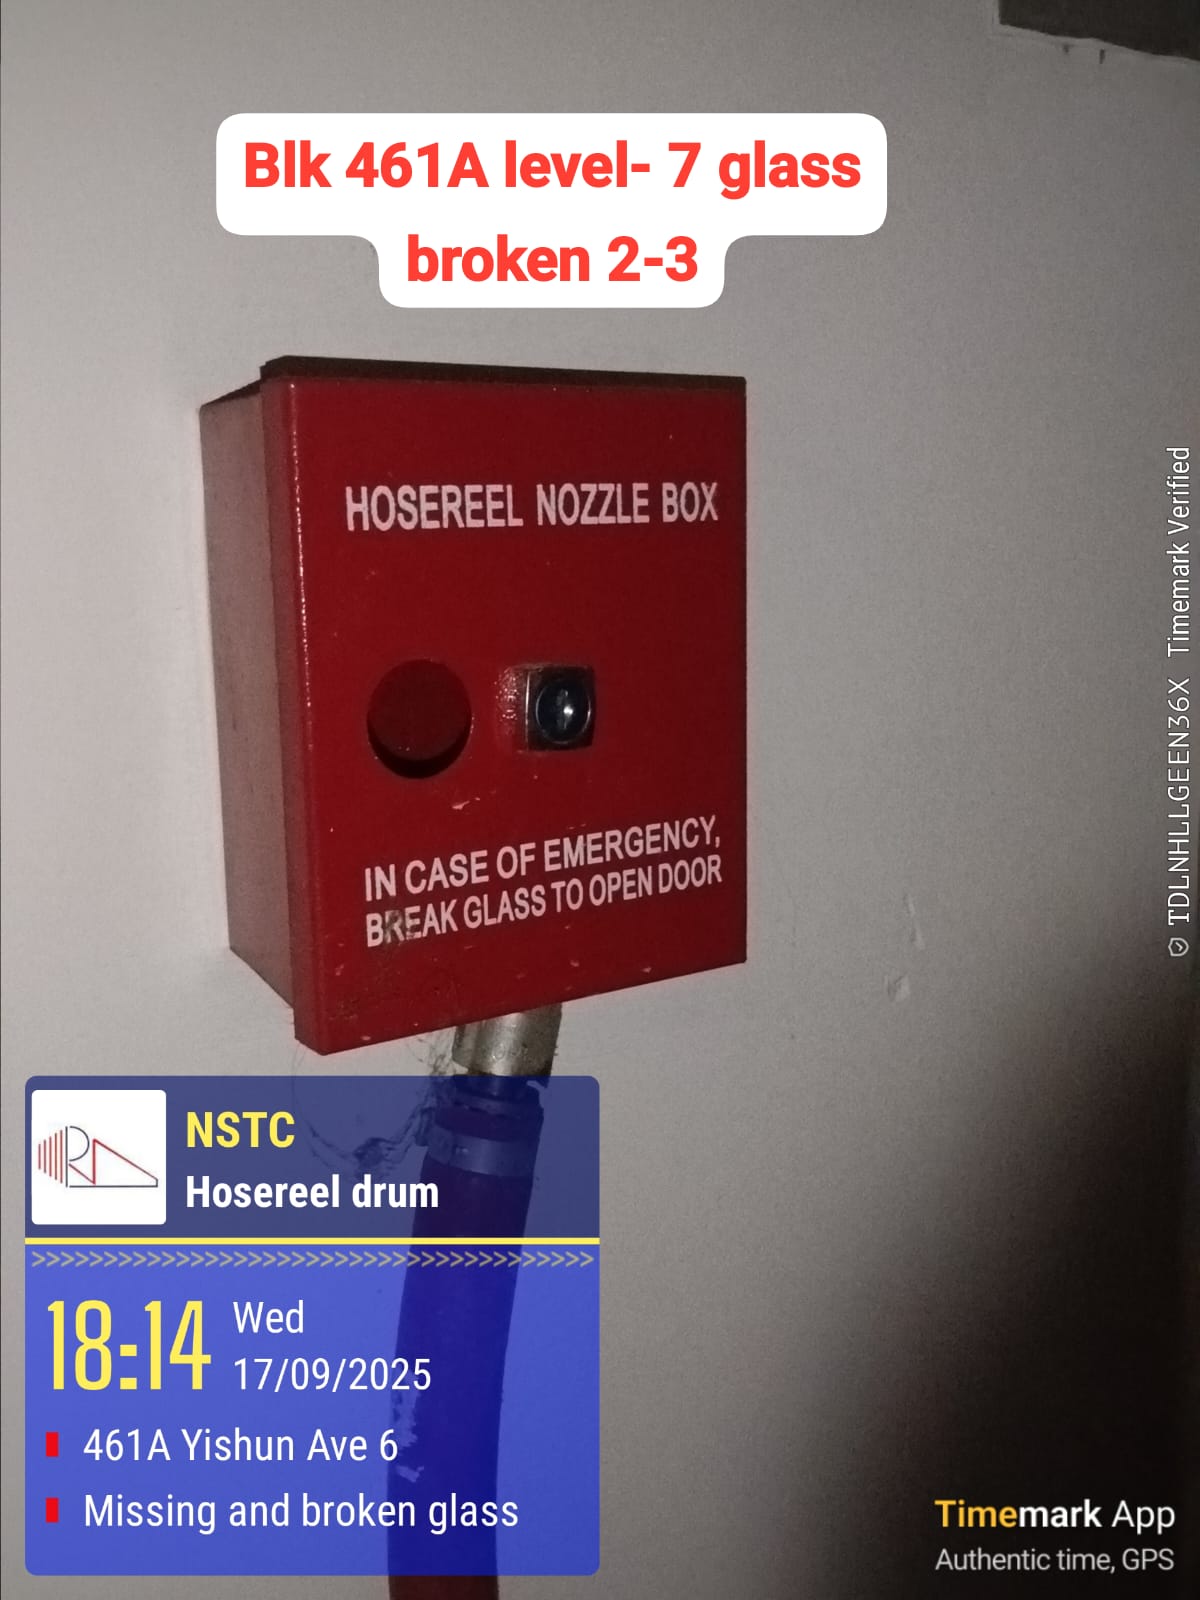 Blk 461A level- 7 glass
broken 2-3
HOSEREEL NOZZLE BOX
IN CASE OF EMERGENCY,
BREAK GLASS TO OPEN DOOR
NSTC
Hosereel drum
>>>>>>>>>>>>>>>>>>>>>>>>>>>>>>>>>>>>>>>
18:14
Wed
17/09/2025
461A Yishun Ave 6
Missing and broken glass
TDLNHLLGEEN36X Timemark Verified
Timemark App
Authentic time, GPS